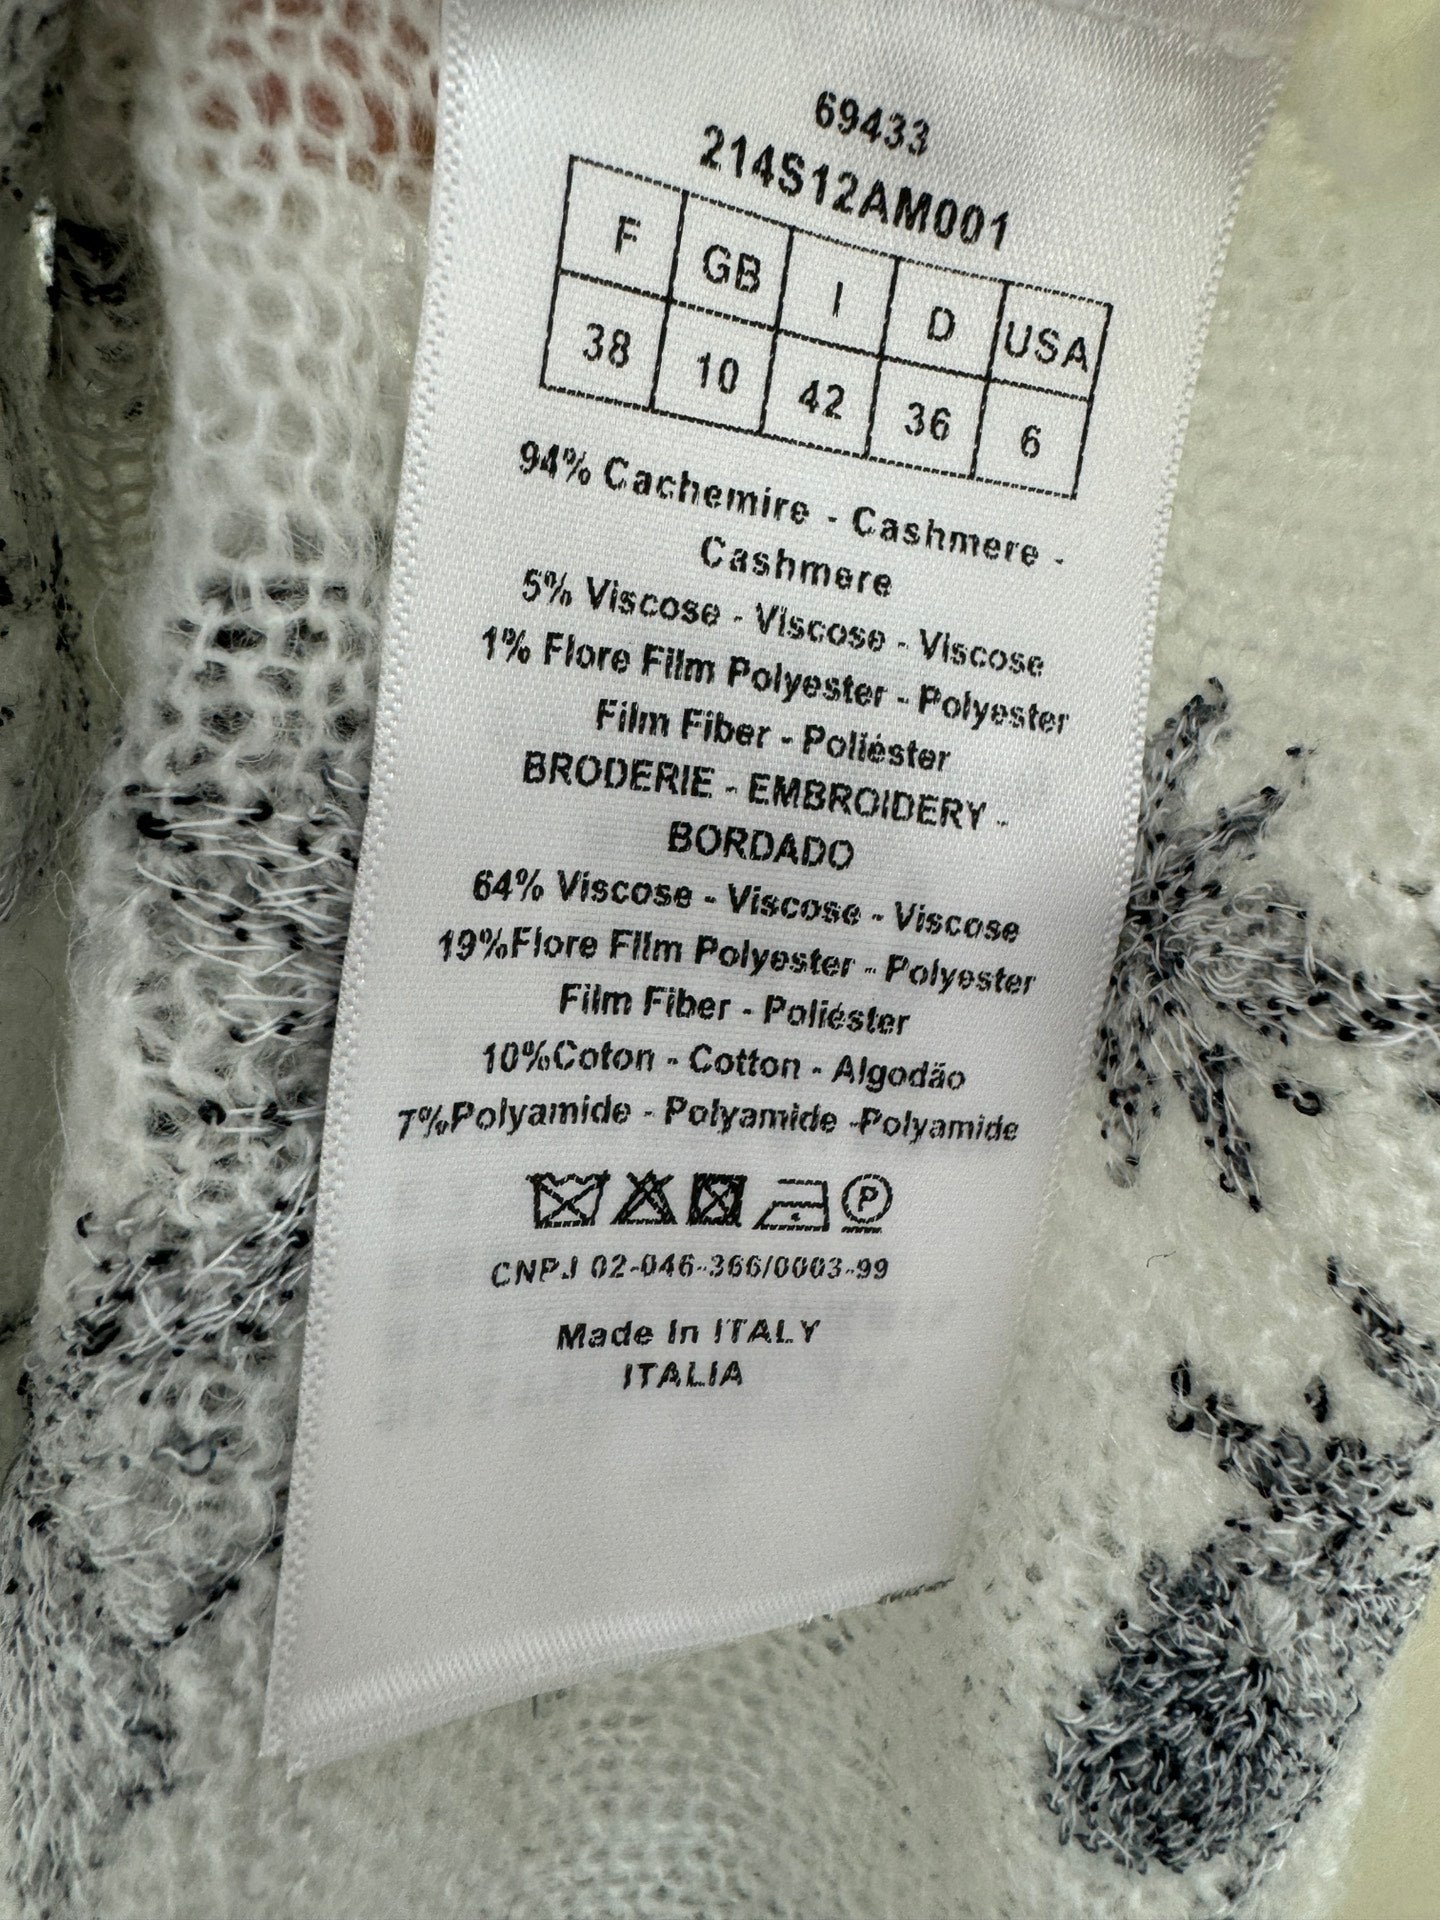 69433
214S12AM001
F GB I D USA
38 10 42 36 6
94% Cachemire - Cashmere -
Cashmere
5% Viscose - Viscose - Viscose
1% Fiore Film Polyester - Polyester
Film Fiber - Poliéster
BRODERIE - EMBROIDERY -
BORDADO
64% Viscose - Viscose - Viscose
19%Fiore Film Polyester - Polyester
Film Fiber - Poliéster
10%Coton - Cotton - Algodão
7%Polyamide - Polyamide -Polyamide
P
CNPJ 02-046-366/0003-99
Made In ITALY
ITALIA